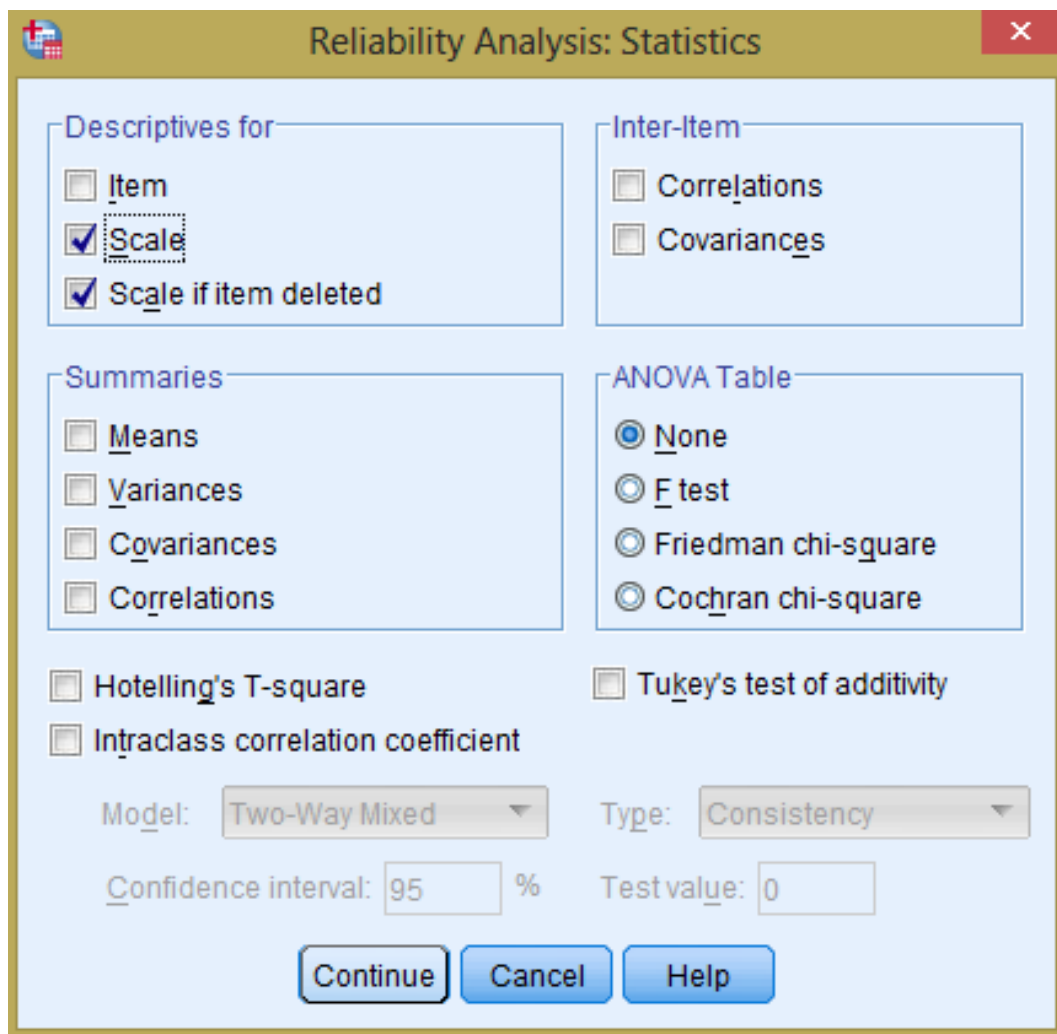 Reliability Analysis: Statistics
Descriptives for
Item
Scale
Scale if item deleted
Inter-Item
Correlations
Covariances
Summaries
Means
Variances
Covariances
Correlations
ANOVA Table
None
F test
Friedman chi-square
Cochran chi-square
Hotelling's T-square
Tukey's test of additivity
Intraclass correlation coefficient
Model: Two-Way Mixed Type: Consistency
Confidence interval: 95 % Test value: 0
Continue Cancel Help